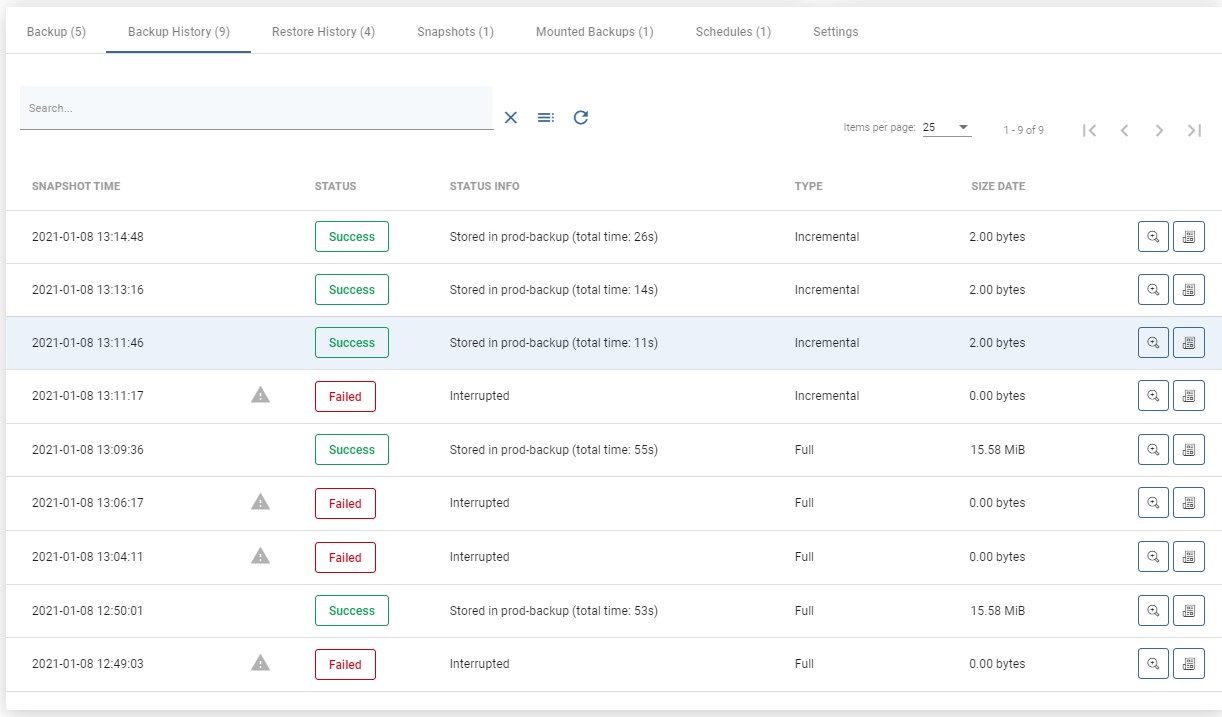 Backup (5) Backup History (9) Restore History (4) Snapshots (1) Mounted Backups (1) Schedules (1) Settings
Search...
Items per page: 25 1 - 9 of 9
SNAPSHOT TIME STATUS STATUS INFO TYPE SIZE DATE
2021-01-08 13:14:48 Success Stored in prod-backup (total time: 26s) Incremental 2.00 bytes
2021-01-08 13:13:16 Success Stored in prod-backup (total time: 14s) Incremental 2.00 bytes
2021-01-08 13:11:46 Success Stored in prod-backup (total time: 11s) Incremental 2.00 bytes
2021-01-08 13:11:17 Failed Interrupted Incremental 0.00 bytes
2021-01-08 13:09:36 Success Stored in prod-backup (total time: 55s) Full 15.58 MiB
2021-01-08 13:06:17 Failed Interrupted Full 0.00 bytes
2021-01-08 13:04:11 Failed Interrupted Full 0.00 bytes
2021-01-08 12:50:01 Success Stored in prod-backup (total time: 53s) Full 15.58 MiB
2021-01-08 12:49:03 Failed Interrupted Full 0.00 bytes